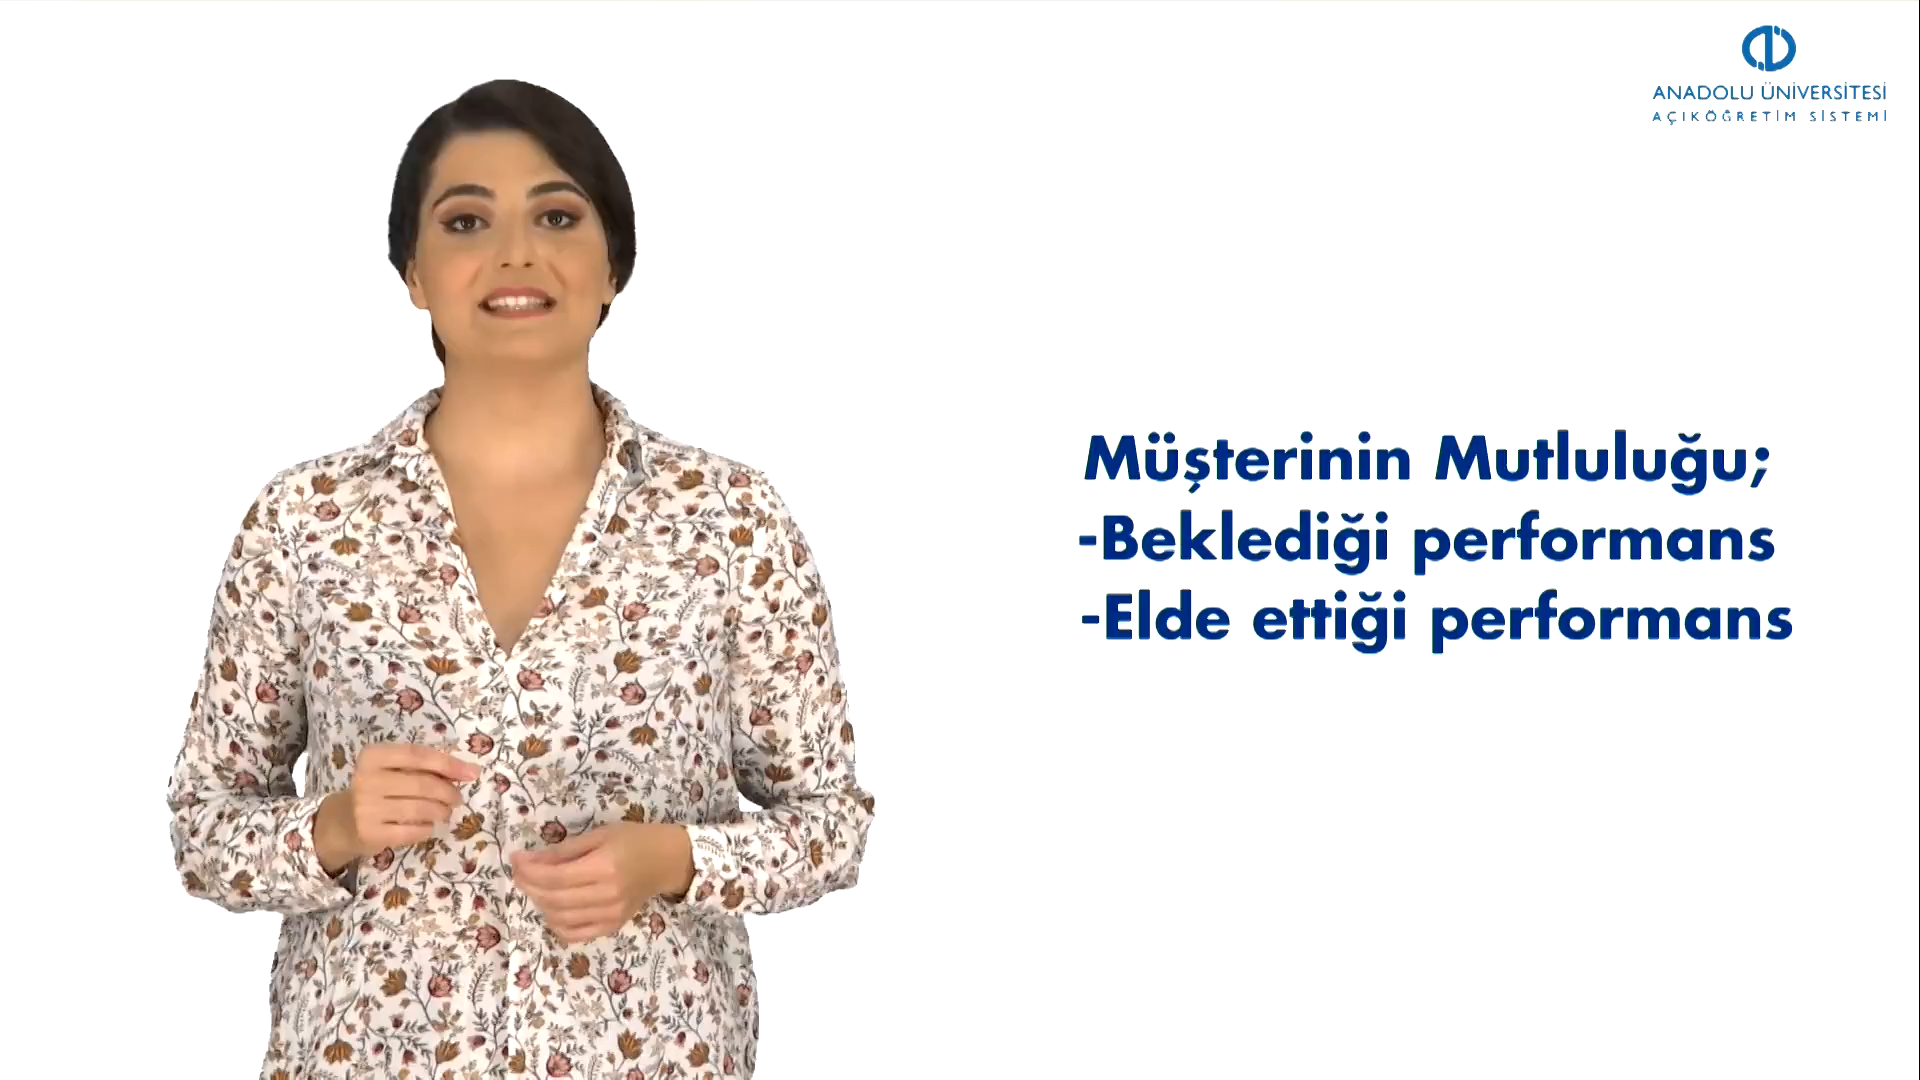 ANADOLU ÜNİVERSİTESİ
AÇIKÖĞRETİM SİSTEMİ
Müşterinin Mutluluğu;
-Beklediği performans
-Elde ettiği performans